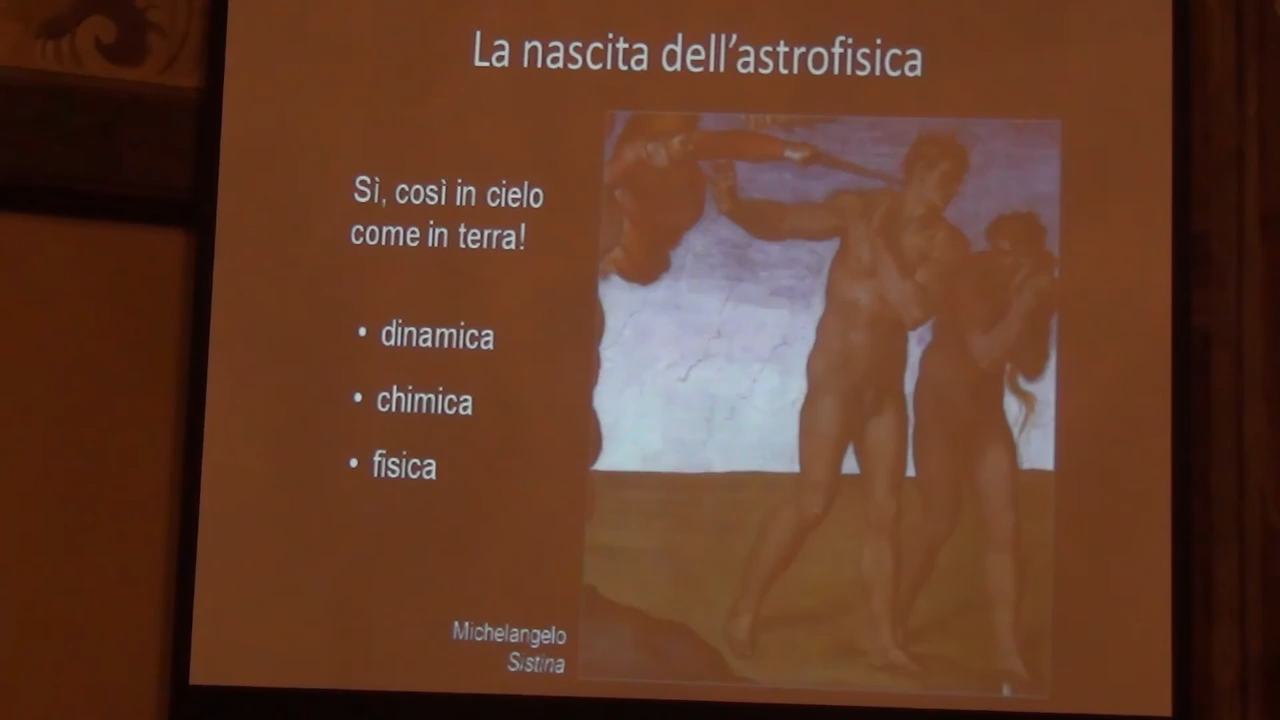 La nascita dell'astrofisica
Sì, così in cielo
come in terra!
• dinamica
• chimica
• fisica
Michelangelo
Sistina